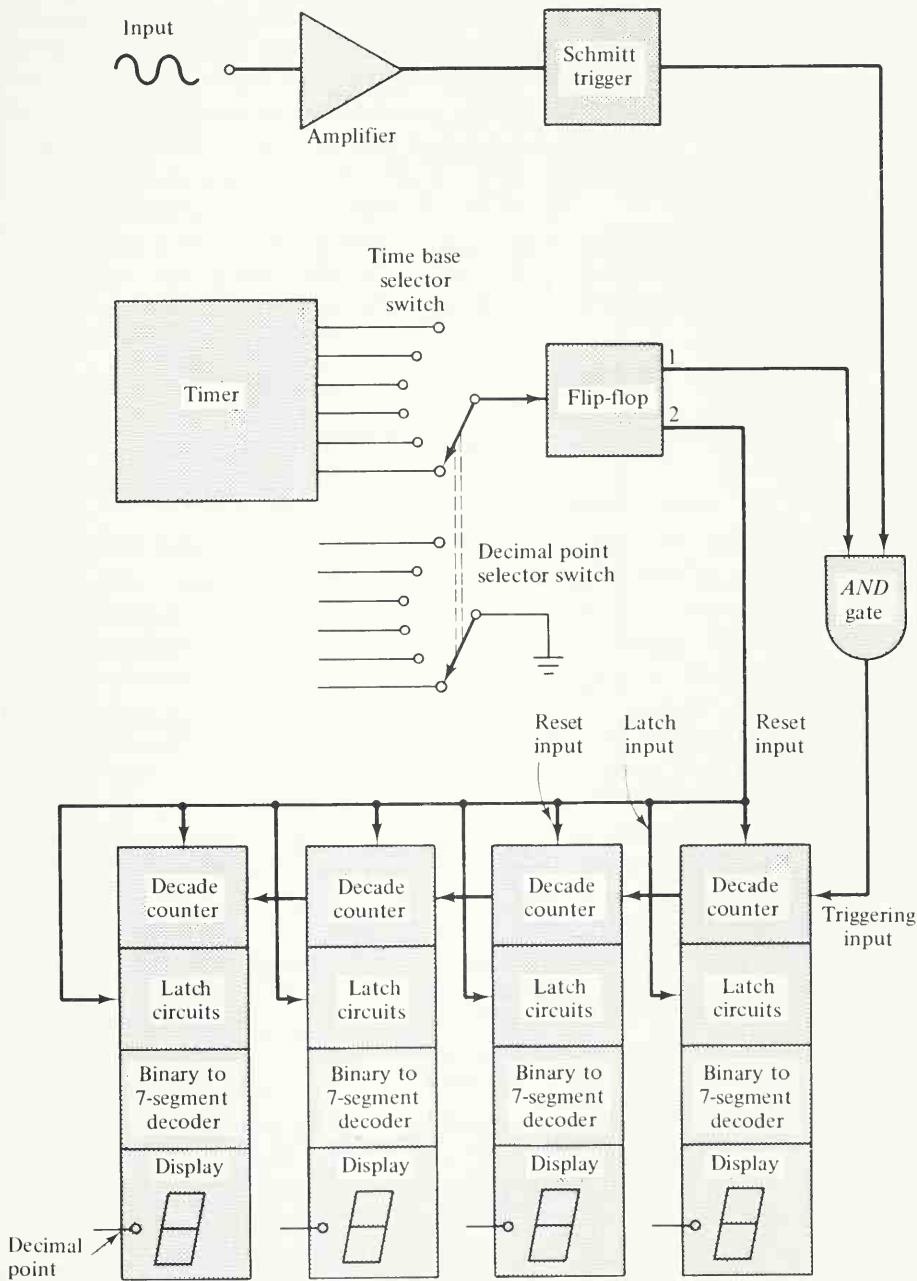 Input
Amplifier
Schmitt
trigger
Time base
selector
switch
Timer
Flip-flop
1
2
Decimal point
selector switch
AND
gate
Reset
input
Latch
input
Reset
input
Decade
counter
Decade
counter
Decade
counter
Decade
counter
Triggering
input
Latch
circuits
Latch
circuits
Latch
circuits
Latch
circuits
Binary to
7-segment
decoder
Binary to
7-segment
decoder
Binary to
7-segment
decoder
Binary to
7-segment
decoder
Display
Display
Display
Display
Decimal
point